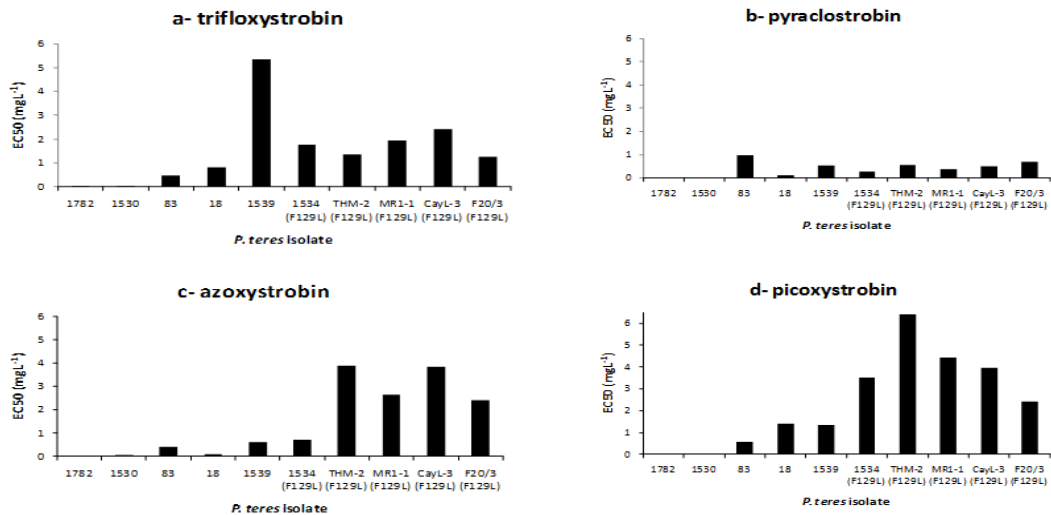 a- trifloxystrobin
6
5
4
3
2
1
0
EC50 (mgL-1)
1782 1530 83 18 1539 1534 THM-2 MR1-1 CayL-3 F20/3
(F129L) (F129L) (F129L) (F129L) (F129L)
P. teres isolate
b- pyraclostrobin
6
5
4
3
2
1
0
EC50 (mgL-1)
1782 1530 83 18 1539 1534 THM-2 MR1-1 CayL-3 F20/3
(F129L) (F129L) (F129L) (F129L) (F129L)
P. teres isolate
c- azoxystrobin
6
5
4
3
2
1
0
EC50 (mgL-1)
1782 1530 83 18 1539 1534 THM-2 MR1-1 CayL-3 F20/3
(F129L) (F129L) (F129L) (F129L) (F129L)
P. teres isolate
d- picoxystrobin
6
5
4
3
2
1
0
EC50 (mgL-1)
1782 1530 83 18 1539 1534 THM-2 MR1-1 CayL-3 F20/3
(F129L) (F129L) (F129L) (F129L) (F129L)
P. teres isolate